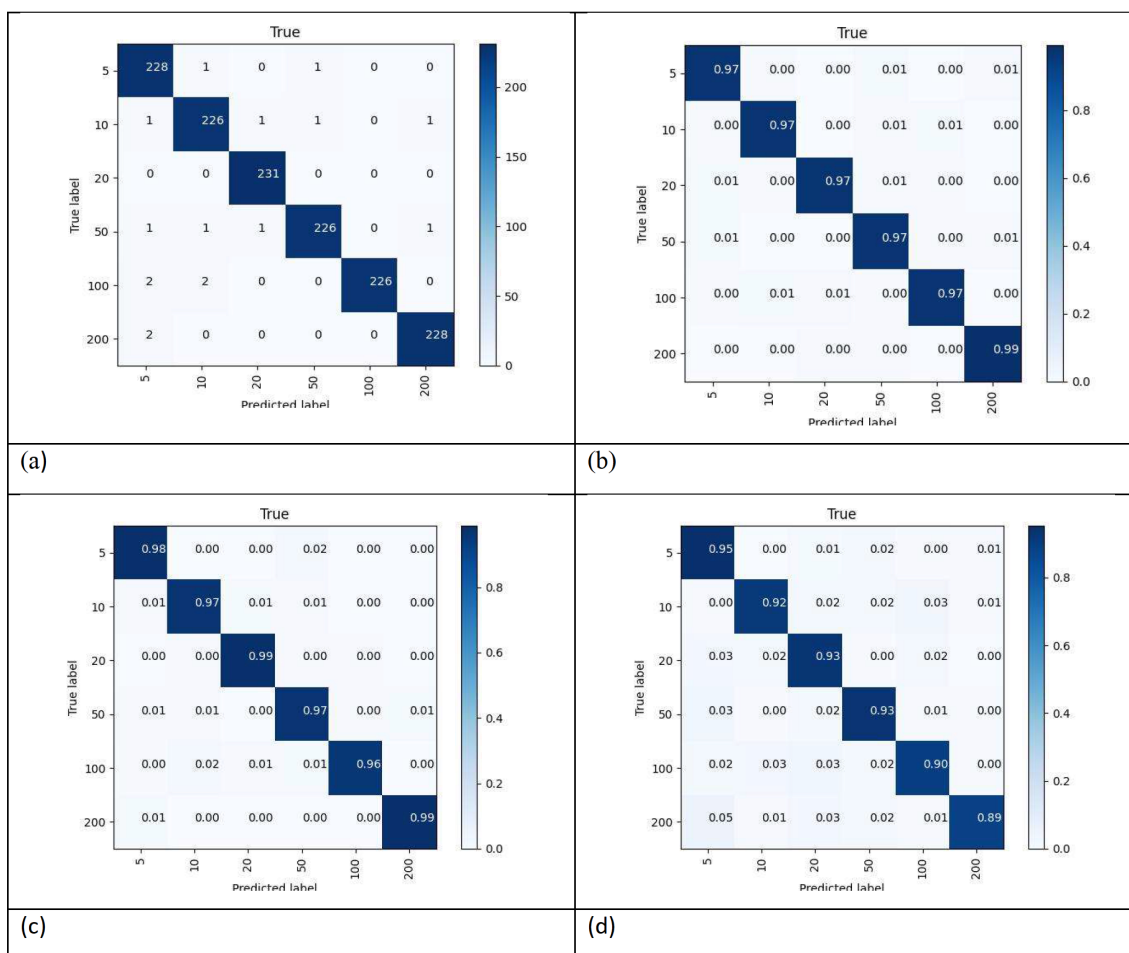 True
5 228 1 0 1 0 0
10 1 226 1 1 0 1
20 0 0 231 0 0 0
50 1 1 1 226 0 1
100 2 2 0 0 226 0
200 2 0 0 0 0 228
5 10 20 50 100 200
True label
Predicted label
200
150
100
50
0
(a)
True
5 0.97 0.00 0.00 0.01 0.00 0.01
10 0.00 0.97 0.00 0.01 0.01 0.00
20 0.01 0.00 0.97 0.01 0.00 0.00
50 0.01 0.00 0.00 0.97 0.00 0.01
100 0.00 0.01 0.01 0.00 0.97 0.00
200 0.00 0.00 0.00 0.00 0.00 0.99
5 10 20 50 100 200
True label
Predicted label
0.8
0.6
0.4
0.2
0.0
(b)
True
5 0.98 0.00 0.00 0.02 0.00 0.00
10 0.01 0.97 0.01 0.01 0.00 0.00
20 0.00 0.00 0.99 0.00 0.00 0.00
50 0.01 0.01 0.00 0.97 0.00 0.01
100 0.00 0.02 0.01 0.01 0.96 0.00
200 0.01 0.00 0.00 0.00 0.00 0.99
5 10 20 50 100 200
True label
Predicted label
0.8
0.6
0.4
0.2
0.0
(c)
True
5 0.95 0.00 0.01 0.02 0.00 0.01
10 0.00 0.92 0.02 0.02 0.03 0.01
20 0.03 0.02 0.93 0.00 0.02 0.00
50 0.03 0.00 0.02 0.93 0.01 0.00
100 0.02 0.03 0.03 0.02 0.90 0.00
200 0.05 0.01 0.03 0.02 0.01 0.89
5 10 20 50 100 200
True label
Predicted label
0.8
0.6
0.4
0.2
0.0
(d)